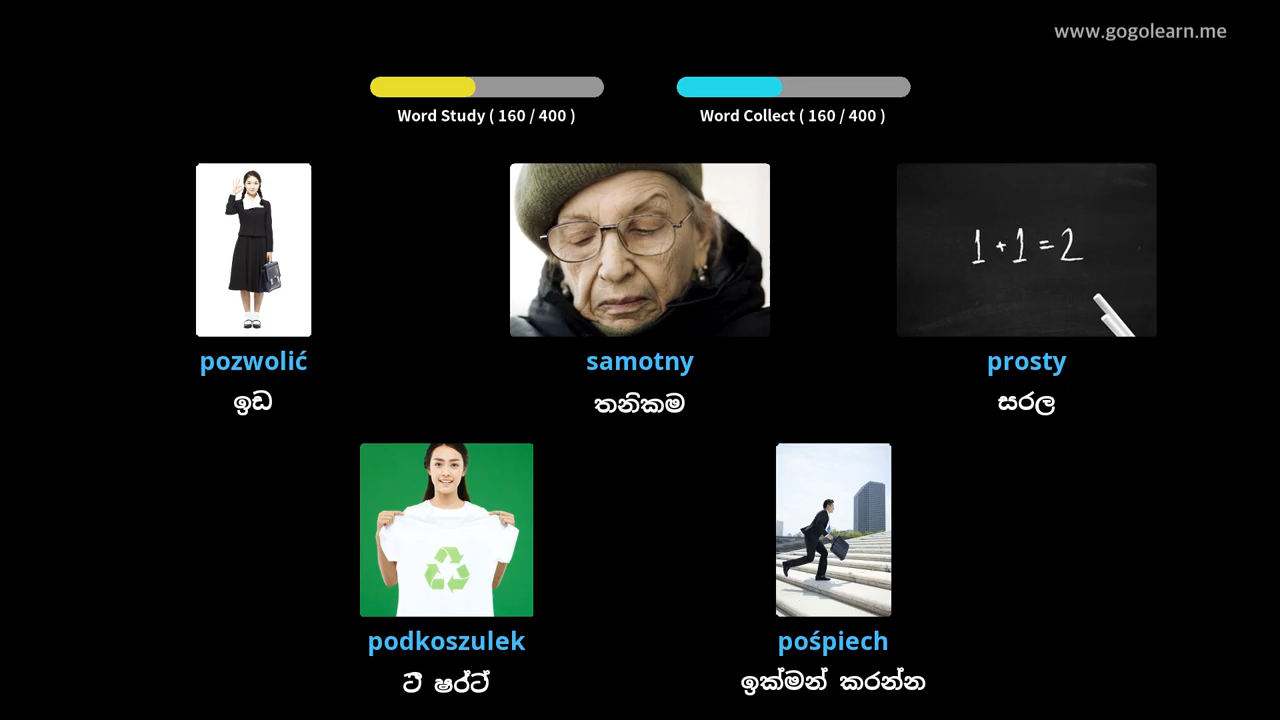 www.gogolearn.me
Word Study ( 160 / 400 )
Word Collect ( 160 / 400 )
1 + 1 = 2
pozwolić
samotny
prosty
ඉඩ
තනිකම
සරල
podkoszulek
pośpiech
ටී ෂර්ට්
ඉක්මන් කරන්න